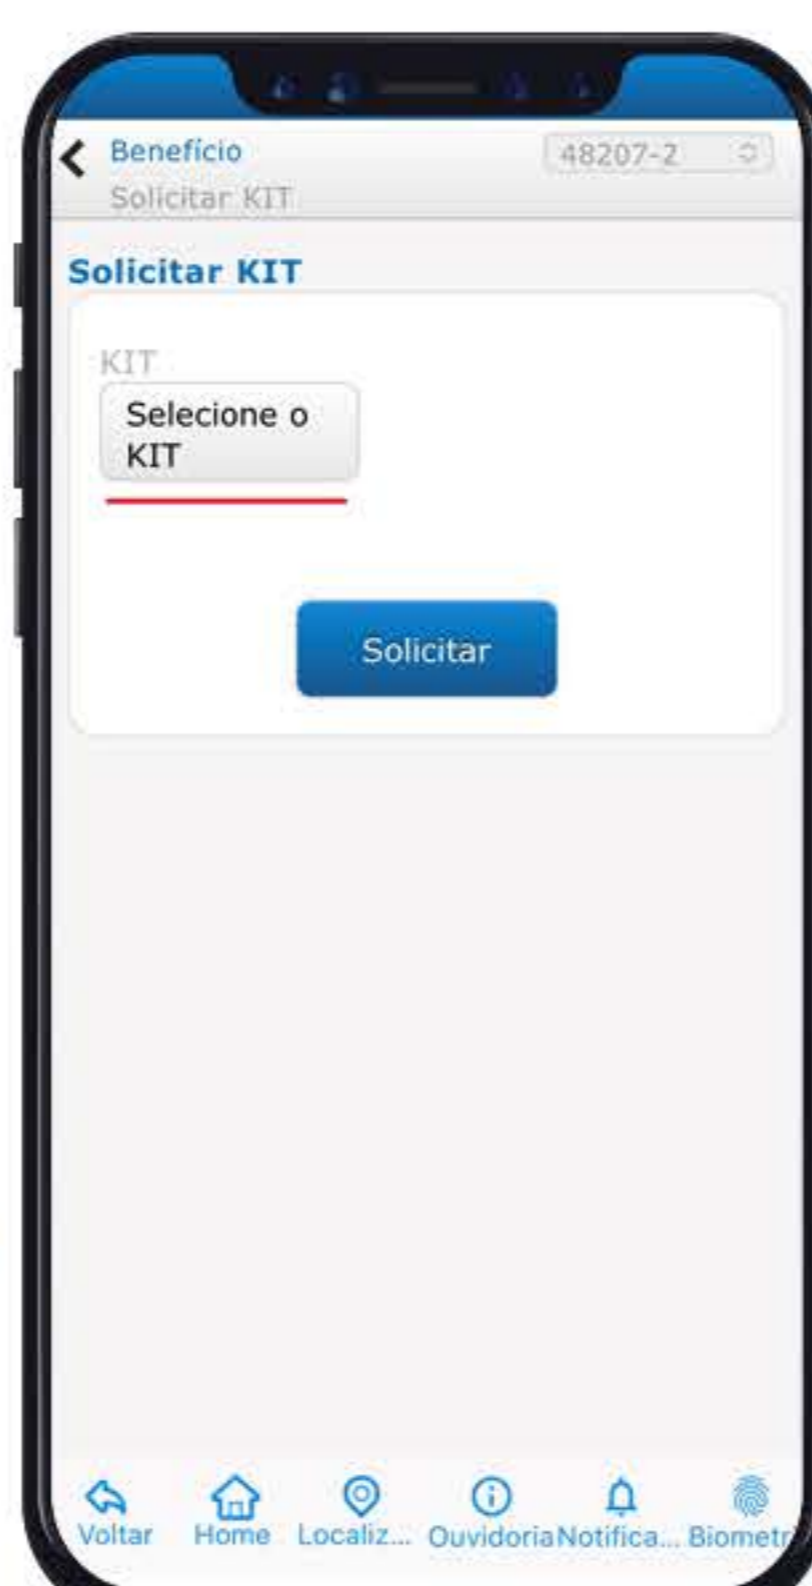 Benefício
48207-2
Solicitar KIT
Solicitar KIT
KIT
Selecione o
KIT
Solicitar
Voltar Home Localiz... Ouvidoria Notifica... Biometr